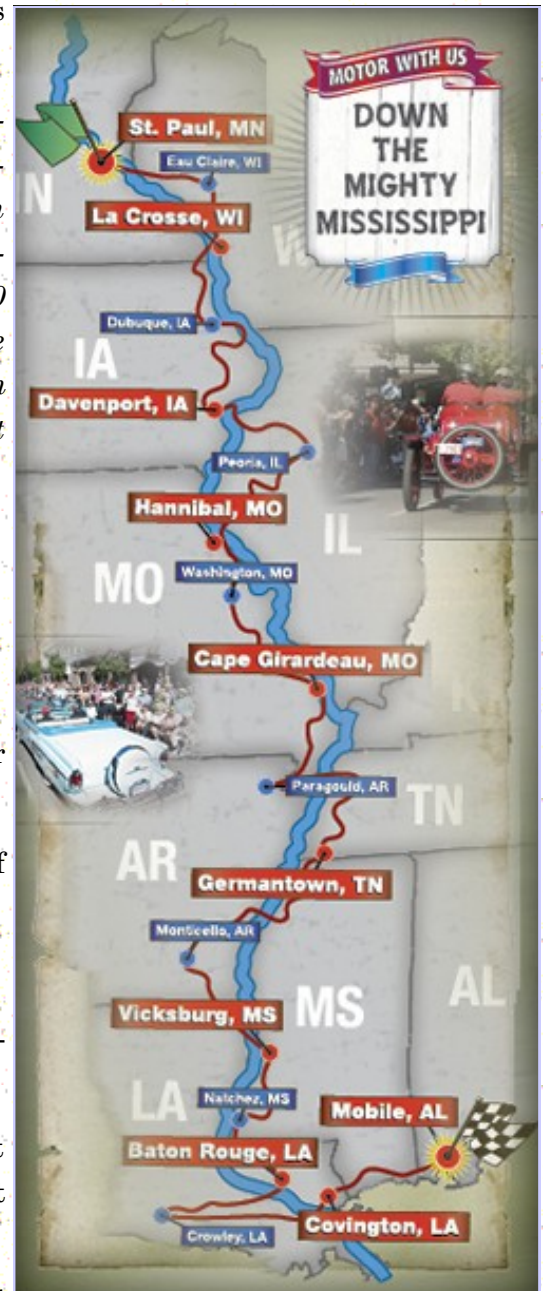 MOTOR WITH US
DOWN
THE
MIGHTY
MISSISSIPPI
St. Paul, MN
Eau Claire, WI
La Crosse, WI
Dubuque, IA
IA
Davenport, IA
Peoria, IL
Hannibal, MO
IL
MO
Washington, MO
Cape Girardeau, MO
Paragould, AR
TN
AR
Germantown, TN
Monticello, AR
AL
MS
Vicksburg, MS
LA
Natchez, MS
Mobile, AL
Baton Rouge, LA
Covington, LA
Crowley, LA